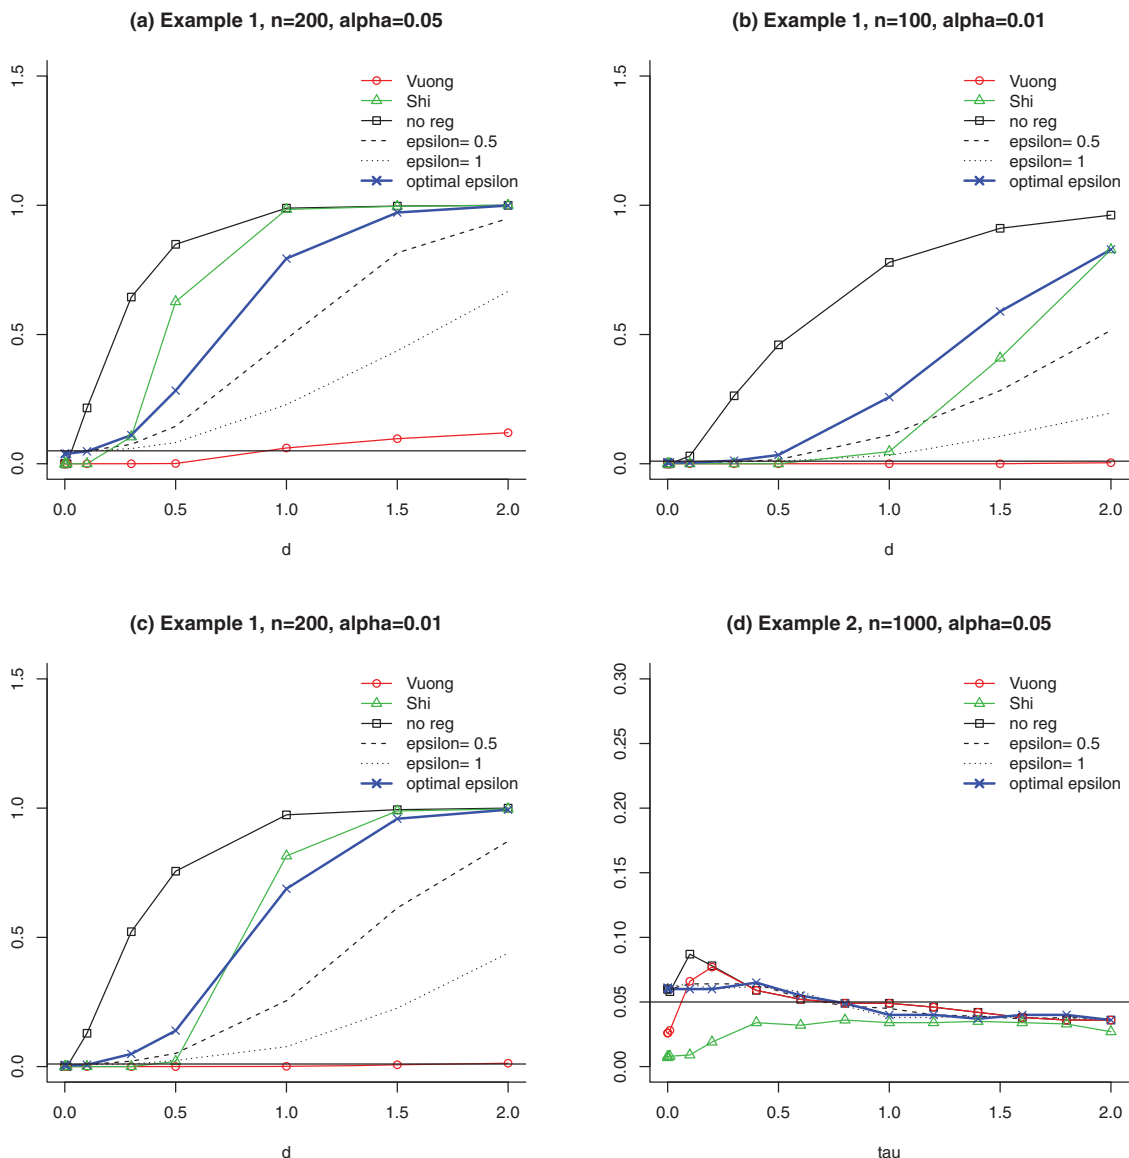 (a) Example 1, n=200, alpha=0.05
1.5
1.0
0.5
0.0
Vuong
Shi
no reg
epsilon= 0.5
epsilon= 1
optimal epsilon
0.0 0.5 1.0 1.5 2.0
d
(b) Example 1, n=100, alpha=0.01
1.5
1.0
0.5
0.0
Vuong
Shi
no reg
epsilon= 0.5
epsilon= 1
optimal epsilon
0.0 0.5 1.0 1.5 2.0
d
(c) Example 1, n=200, alpha=0.01
1.5
1.0
0.5
0.0
Vuong
Shi
no reg
epsilon= 0.5
epsilon= 1
optimal epsilon
0.0 0.5 1.0 1.5 2.0
d
(d) Example 2, n=1000, alpha=0.05
0.30
0.25
0.20
0.15
0.10
0.05
0.00
Vuong
Shi
no reg
epsilon= 0.5
epsilon= 1
optimal epsilon
0.0 0.5 1.0 1.5 2.0
tau